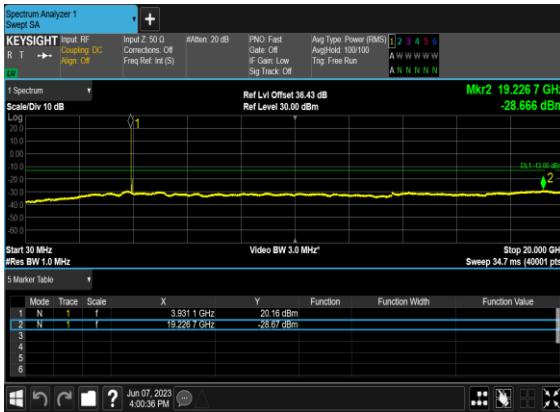 Spectrum Analyzer 1
Swept SA
+
KEYSIGHT
R T
Input: RF
Coupling: DC
Align: Off
Input Z: 50 Ω
Corrections: Off
Freq Ref: Int (S)
#Atten: 20 dB
PNO: Fast
Gate: Off
IF Gain: Low
Sig Track: Off
Avg Type: Power (RMS)
Avg|Hold: 100/100
Trig: Free Run
1 2 3 4 5 6
A W W W W W
A N N N N N
1 Spectrum
Scale/Div 10 dB
Ref Lvl Offset 36.43 dB
Ref Level 30.00 dBm
Mkr2 19.226 7 GHz
-28.666 dBm
Log
20.0
10.0
0.00
-10.0
-20.0
-30.0
-40.0
-50.0
-60.0
1
DL1 -13.00 dBm
2
Start 30 MHz
#Res BW 1.0 MHz
Video BW 3.0 MHz*
Stop 20.000 GHz
Sweep 34.7 ms (40001 pts)
5 Marker Table
Mode Trace Scale X Y Function Function Width Function Value
1 N 1 f 3.931 1 GHz 20.16 dBm
2 N 1 f 19.226 7 GHz -28.67 dBm
3
4
5
6
?
Jun 07, 2023
4:00:36 PM